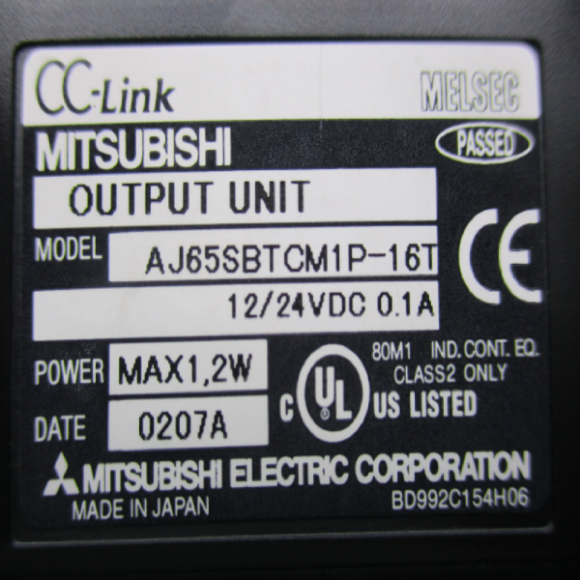 CC-Link MELSEC
MITSUBISHI PASSED
OUTPUT UNIT
MODEL AJ65SBTCM1P-16T
CE
12/24VDC 0.1A
POWER MAX1,2W
80M1 IND.CONT. EQ.
CLASS2 ONLY
C UL ® US LISTED
DATE 0207A
MITSUBISHI ELECTRIC CORPORATION
MADE IN JAPAN BD992C154H06